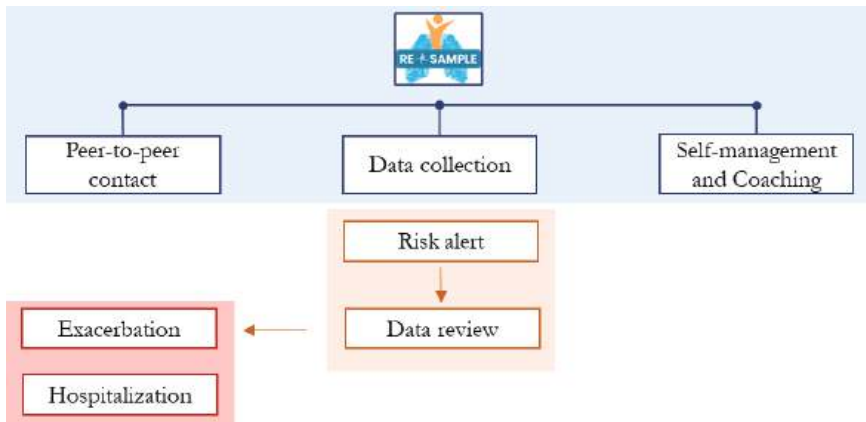 RE SAMPLE
Peer-to-peer
contact
Data collection
Self-management
and Coaching
Risk alert
Data review
Exacerbation
Hospitalization